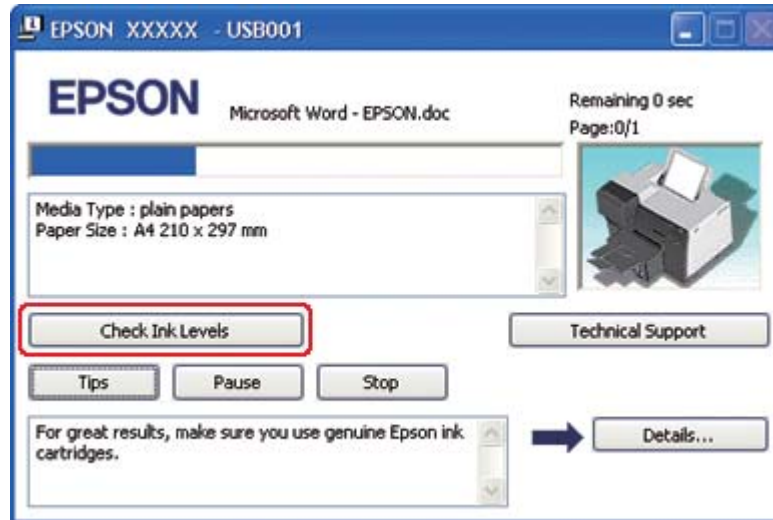 EPSON XXXXX - USB001
EPSON
Microsoft Word - EPSON.doc
Remaining 0 sec
Page:0/1
Media Type : plain papers
Paper Size : A4 210 x 297 mm
Check Ink Levels
Technical Support
Tips
Pause
Stop
For great results, make sure you use genuine Epson ink
cartridges.
Details...